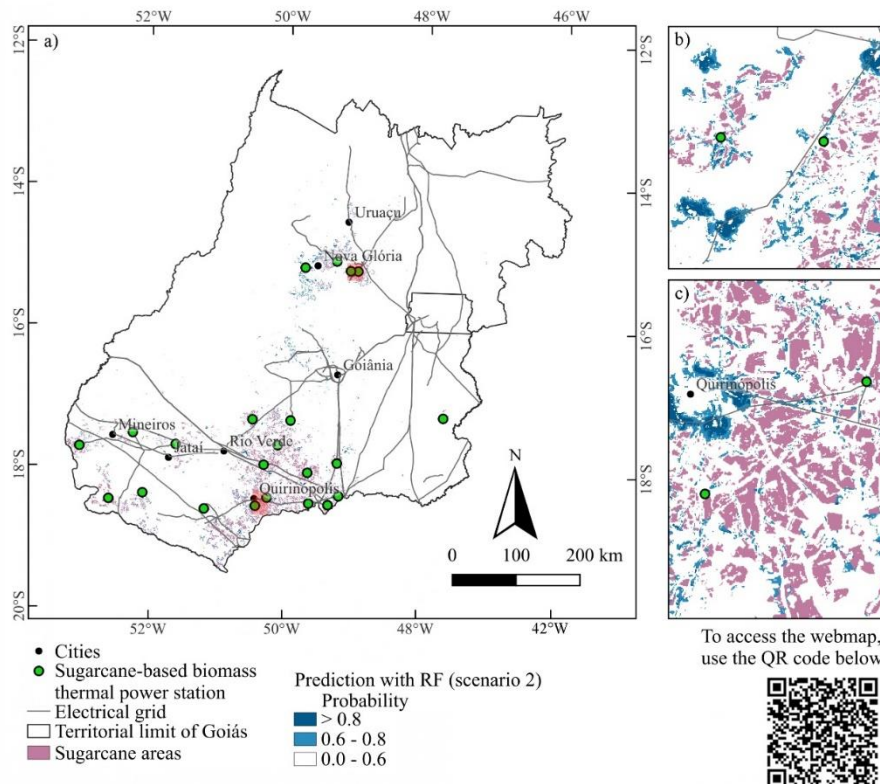 52°W 50°W 48°W 46°W
a)
12°S
12°S
14°S
14°S
16°S
16°S
18°S
18°S
20°S
52°W 50°W 48°W 46°W 44°W 42°W
Uruaçu
Nova Glória
Goiânia
Mineiros
Jataí
Rio Verde
Quirinópolis
N
0 100 200 km
b)
c)
Quirinópolis
Cities
Sugarcane-based biomass
thermal power station
Electrical grid
Territorial limit of Goiás
Sugarcane areas
Prediction with RF (scenario 2)
Probability
> 0.8
0.6 - 0.8
0.0 - 0.6
To access the webmap,
use the QR code below